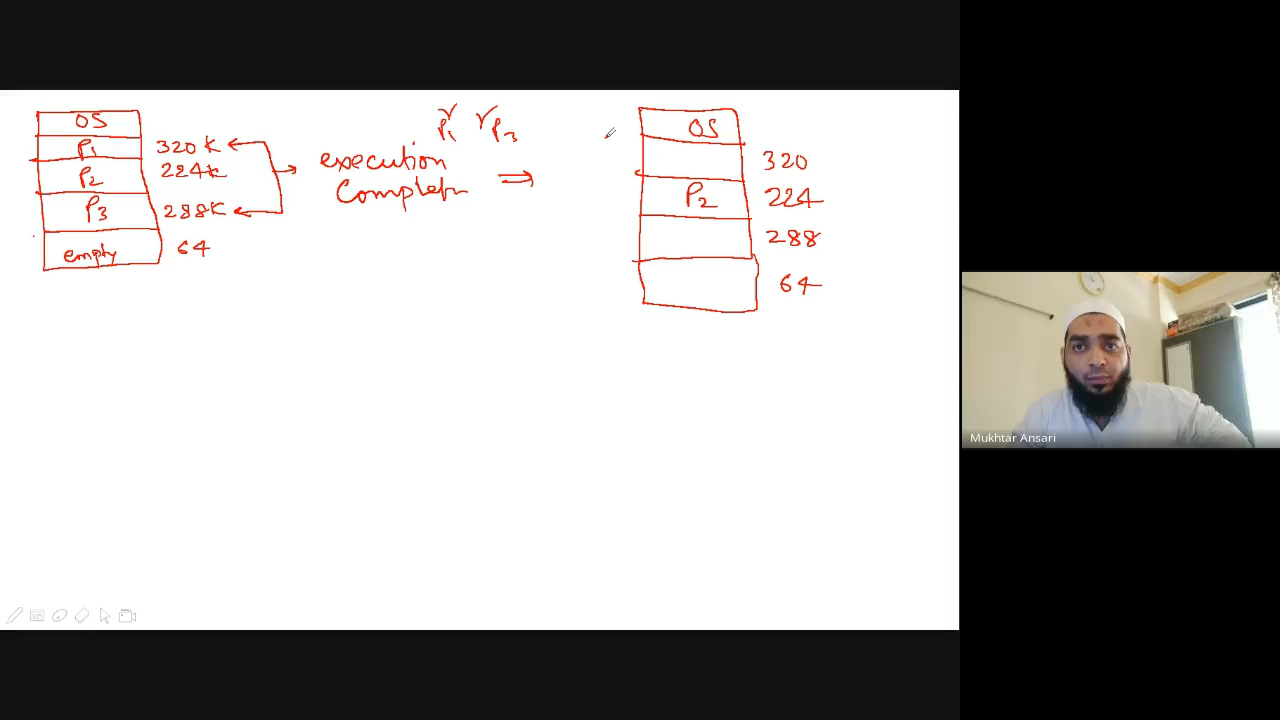 OS
P1 320 K
P2 224K
P3 288K
empty 64
P1 P3
execution
Complete ⇒
OS
320
P2 224
288
64
Mukhtar Ansari